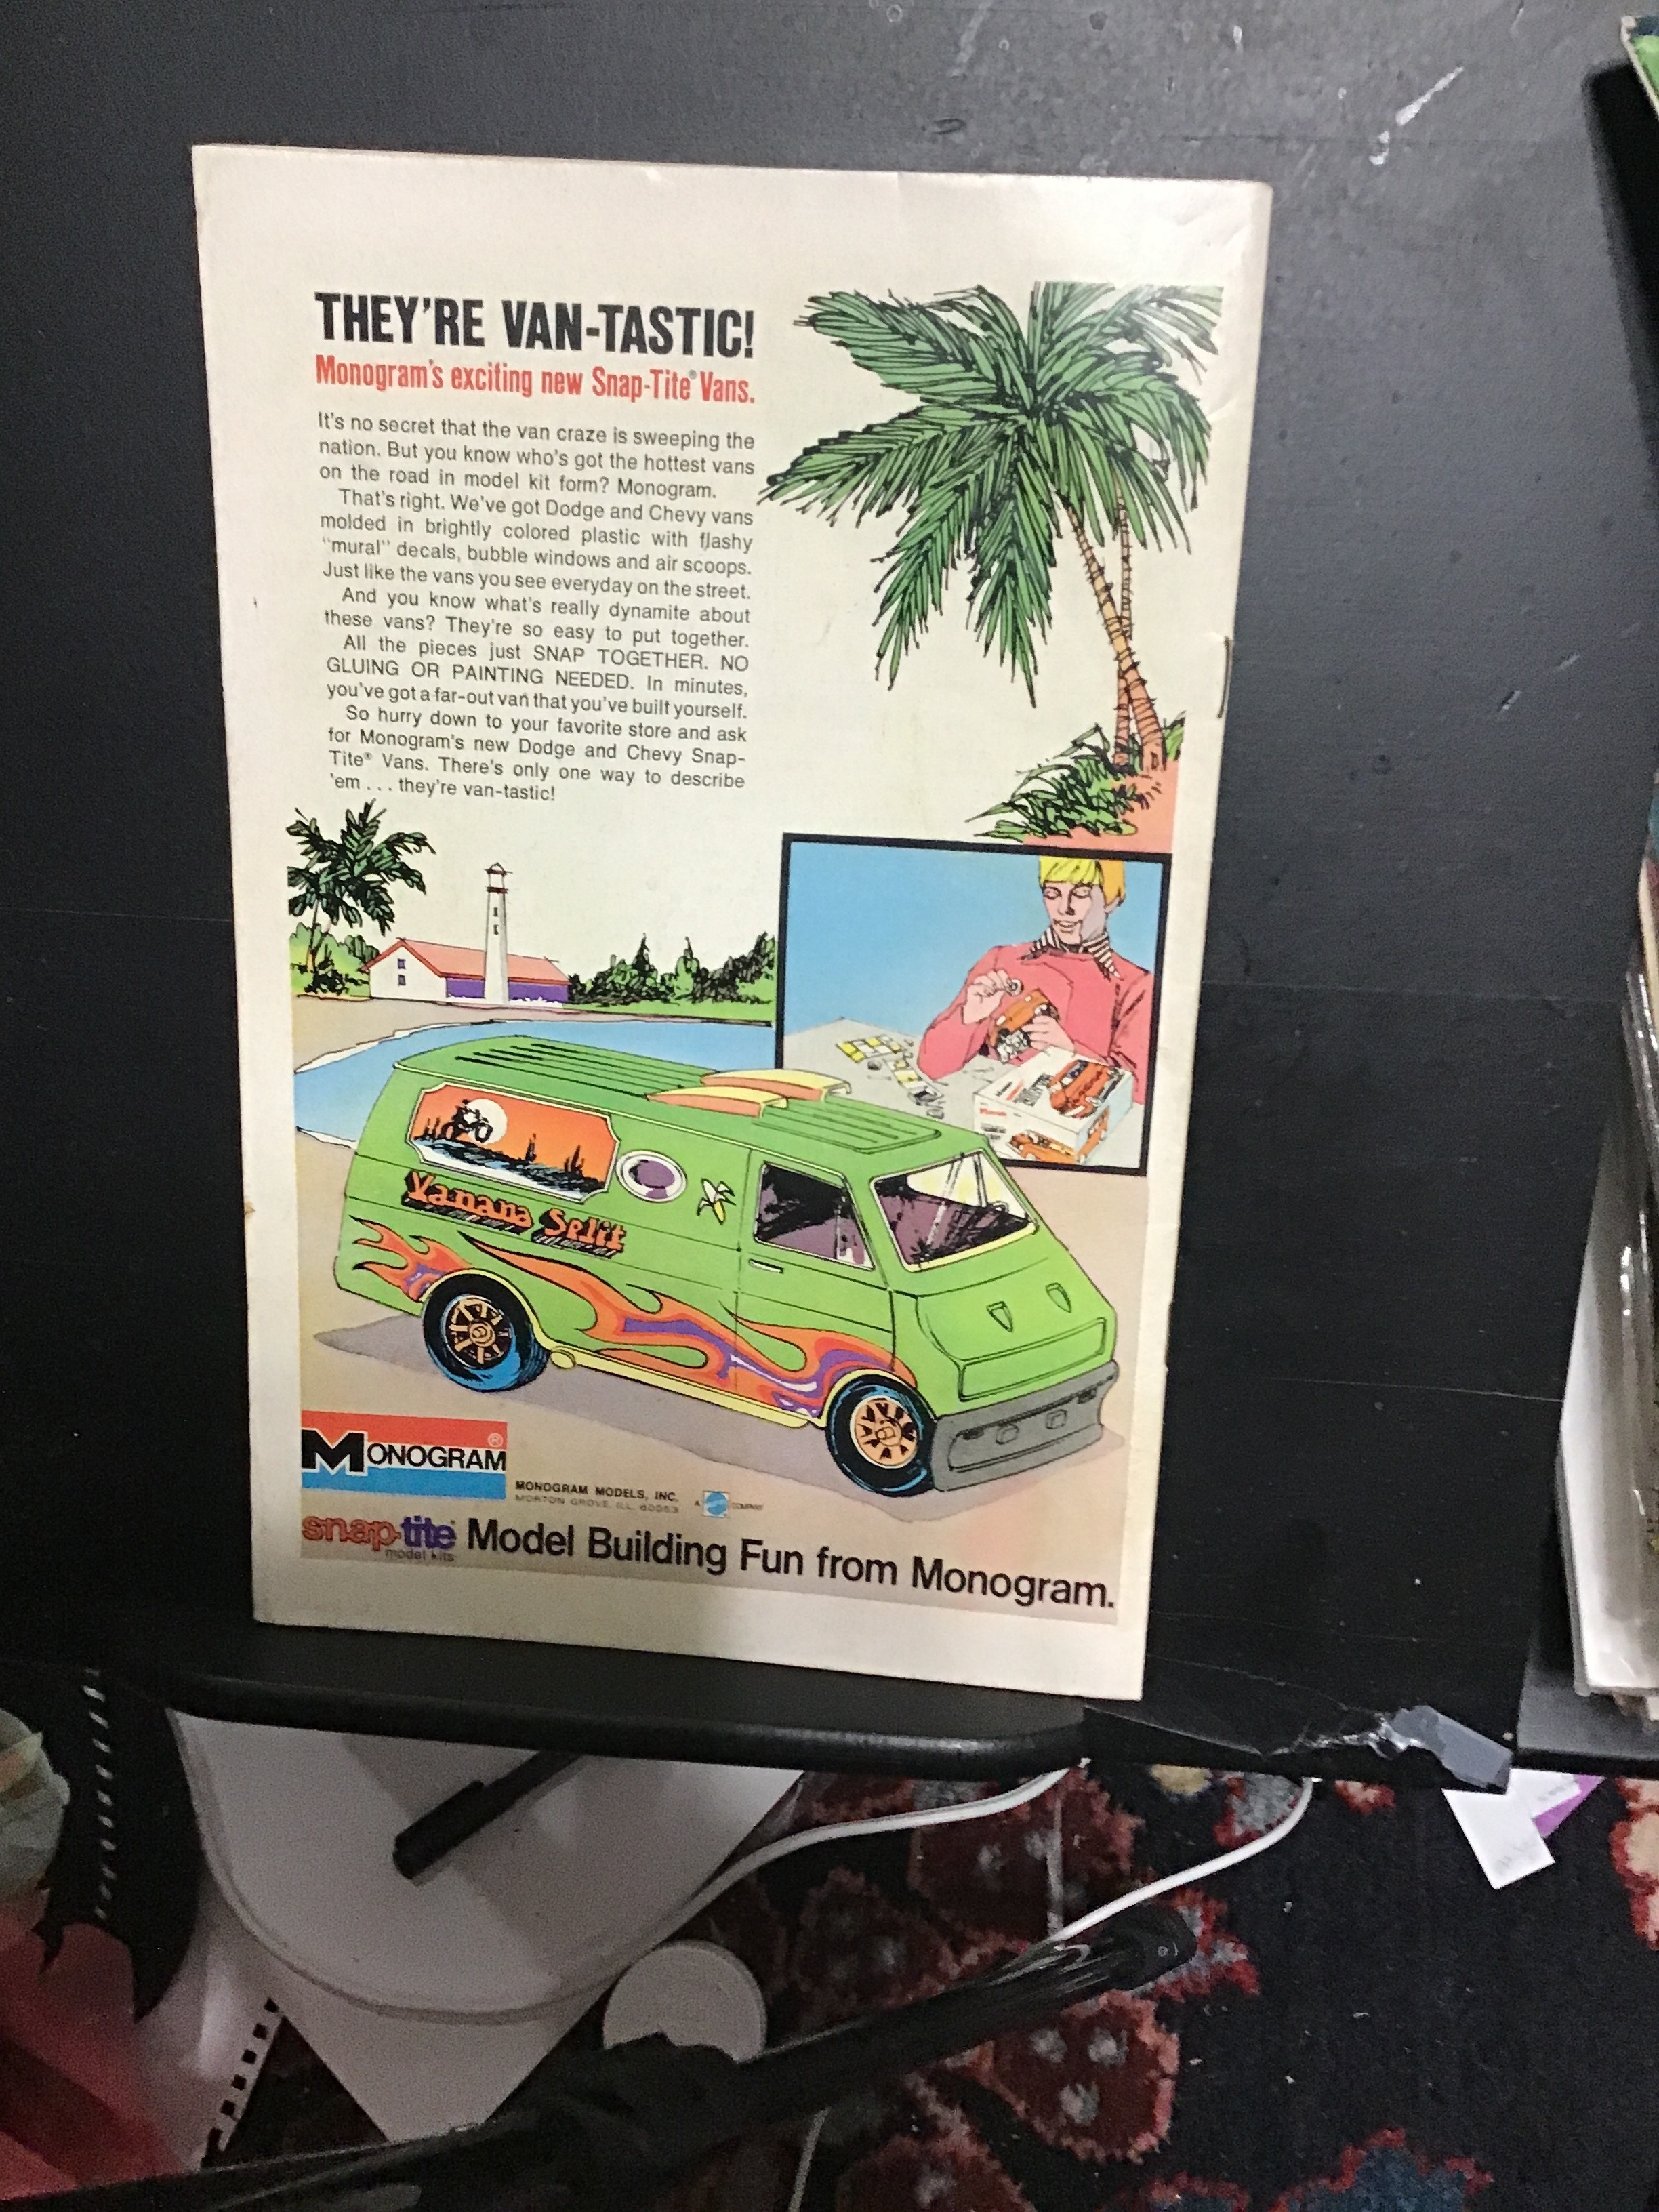 THEY'RE VAN-TASTIC!
Monogram's exciting new Snap-Tite® Vans.
It's no secret that the van craze is sweeping the
nation. But you know who's got the hottest vans
on the road in model kit form? Monogram.
That's right. We've got Dodge and Chevy vans
molded in brightly colored plastic with flashy
"mural" decals, bubble windows and air scoops.
Just like the vans you see everyday on the street.
And you know what's really dynamite about
these vans? They're so easy to put together.
All the pieces just SNAP TOGETHER. NO
GLUING OR PAINTING NEEDED. In minutes,
you've got a far-out van that you've built yourself.
So hurry down to your favorite store and ask
for Monogram's new Dodge and Chevy Snap-
Tite® Vans. There's only one way to describe
'em . . . they're van-tastic!
Vanana Split
MONOGRAM®
MONOGRAM MODELS, INC.
MORTON GROVE, ILL. 60053
A COMPANY
snap-tite model kits
Model Building Fun from Monogram.